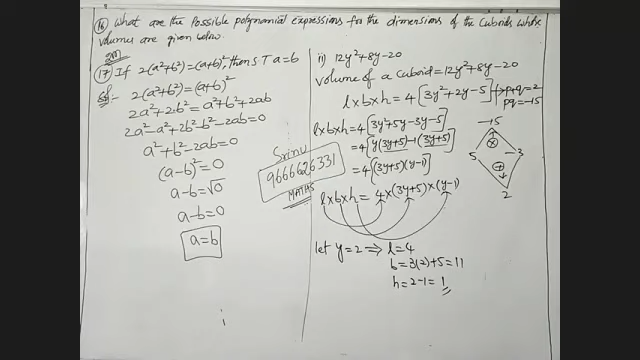 16) What are the possible polynomial expressions for the dimensions of the cuboids whose
volumes are given below.
2M
17) If 2(a²+b²)=(a+b)², then S T a=b
Sol:- 2(a²+b²)=(a+b)²
2a²+2b²=a²+b²+2ab
2a²-a²+2b²-b²-2ab=0
a²+b²-2ab=0
(a-b)²=0
a-b=√0
a-b=0
a=b
Srinu
9666626331
MATHS
ii) 12y²+8y-20
volume of a cuboid=12y²+8y-20
l×b×h=4[3y²+2y-5]
p+q=2
pq=-15
l×b×h=4[3y²+5y-3y-5]
=4[y(3y+5)-1(3y+5)]
=4[(3y+5)(y-1)]
l×b×h=4×(3y+5)×(y-1)
-15
×
5 -3
+
2
let y=2 ⇒ l=4
b=3(2)+5=11
h=2-1=1